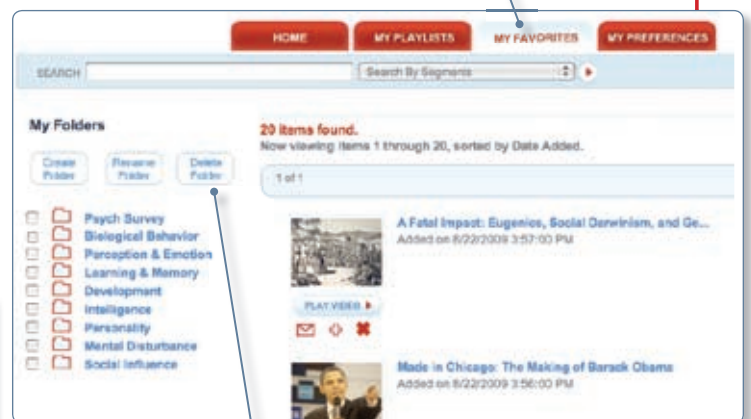 HOME MY PLAYLISTS MY FAVORITES MY PREFERENCES
SEARCH Search By Segments
My Folders
Create Folder
Rename Folder
Delete Folder
Psych Survey
Biological Behavior
Perception & Emotion
Learning & Memory
Development
Intelligence
Personality
Mental Disturbance
Social Influence
20 items found.
Now viewing items 1 through 20, sorted by Date Added.
1 of 1
A Fatal Impact: Eugenics, Social Darwinism, and Ge...
Added on 8/22/2009 3:57:00 PM
PLAY VIDEO
Made in Chicago: The Making of Barack Obama
Added on 8/22/2009 3:56:00 PM